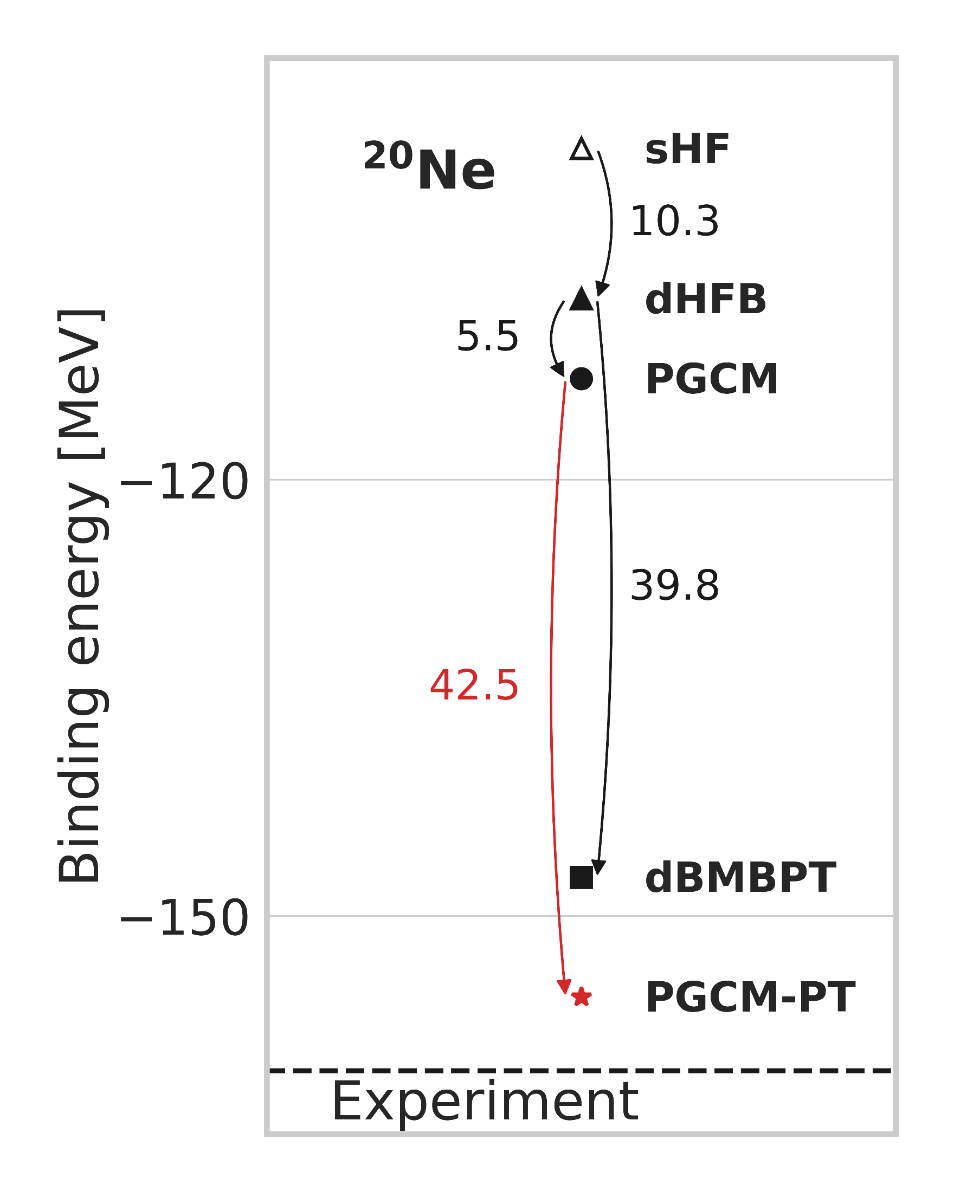 ²⁰Ne
sHF
10.3
dHFB
5.5
PGCM
Binding energy [MeV]
−120
39.8
42.5
dBMBPT
−150
PGCM-PT
Experiment